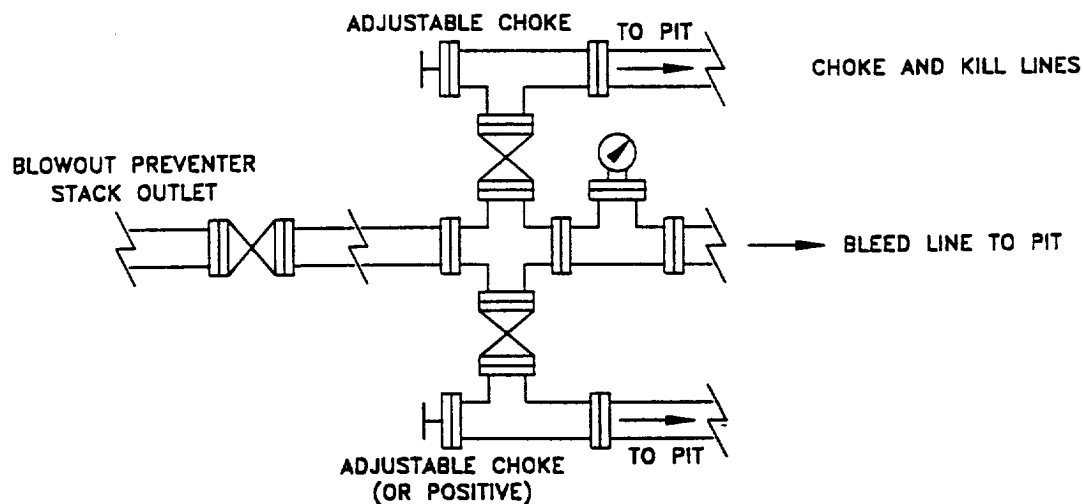 ADJUSTABLE CHOKE
TO PIT
CHOKE AND KILL LINES
BLOWOUT PREVENTER
STACK OUTLET
BLEED LINE TO PIT
ADJUSTABLE CHOKE
(OR POSITIVE)
TO PIT